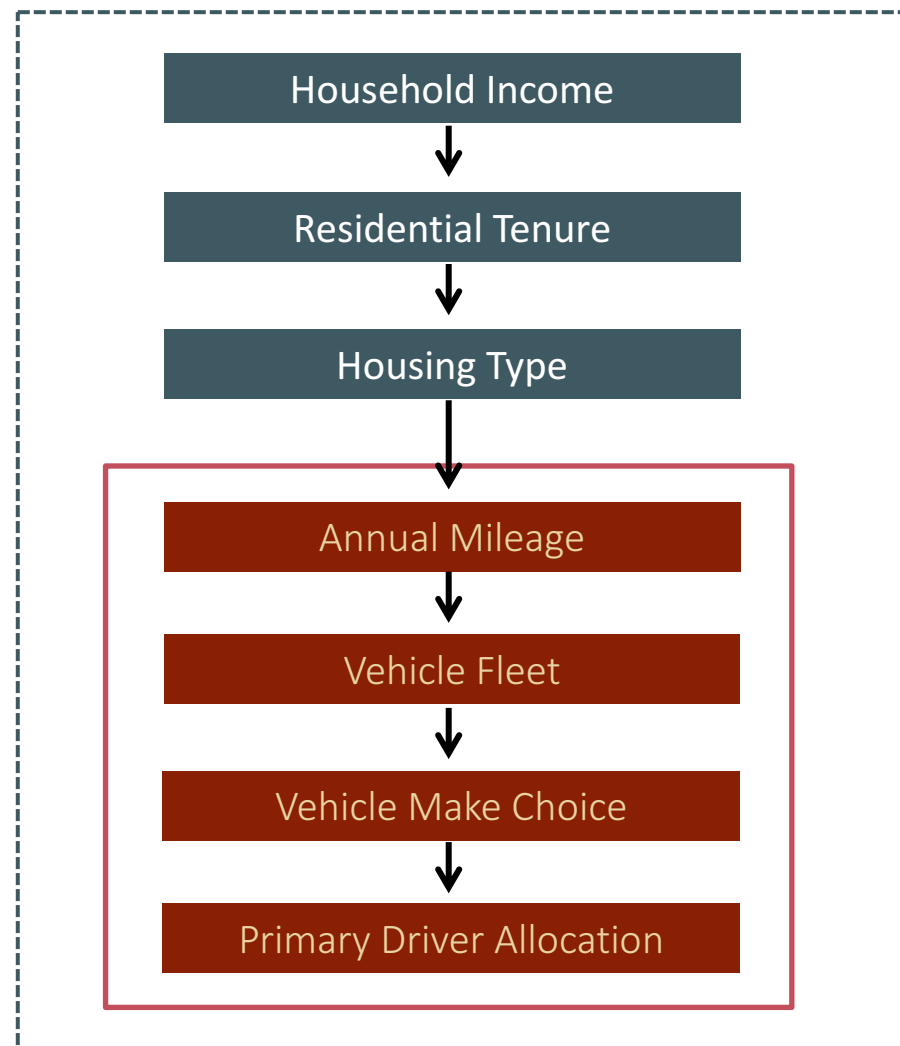 Household Income
Residential Tenure
Housing Type
Annual Mileage
Vehicle Fleet
Vehicle Make Choice
Primary Driver Allocation